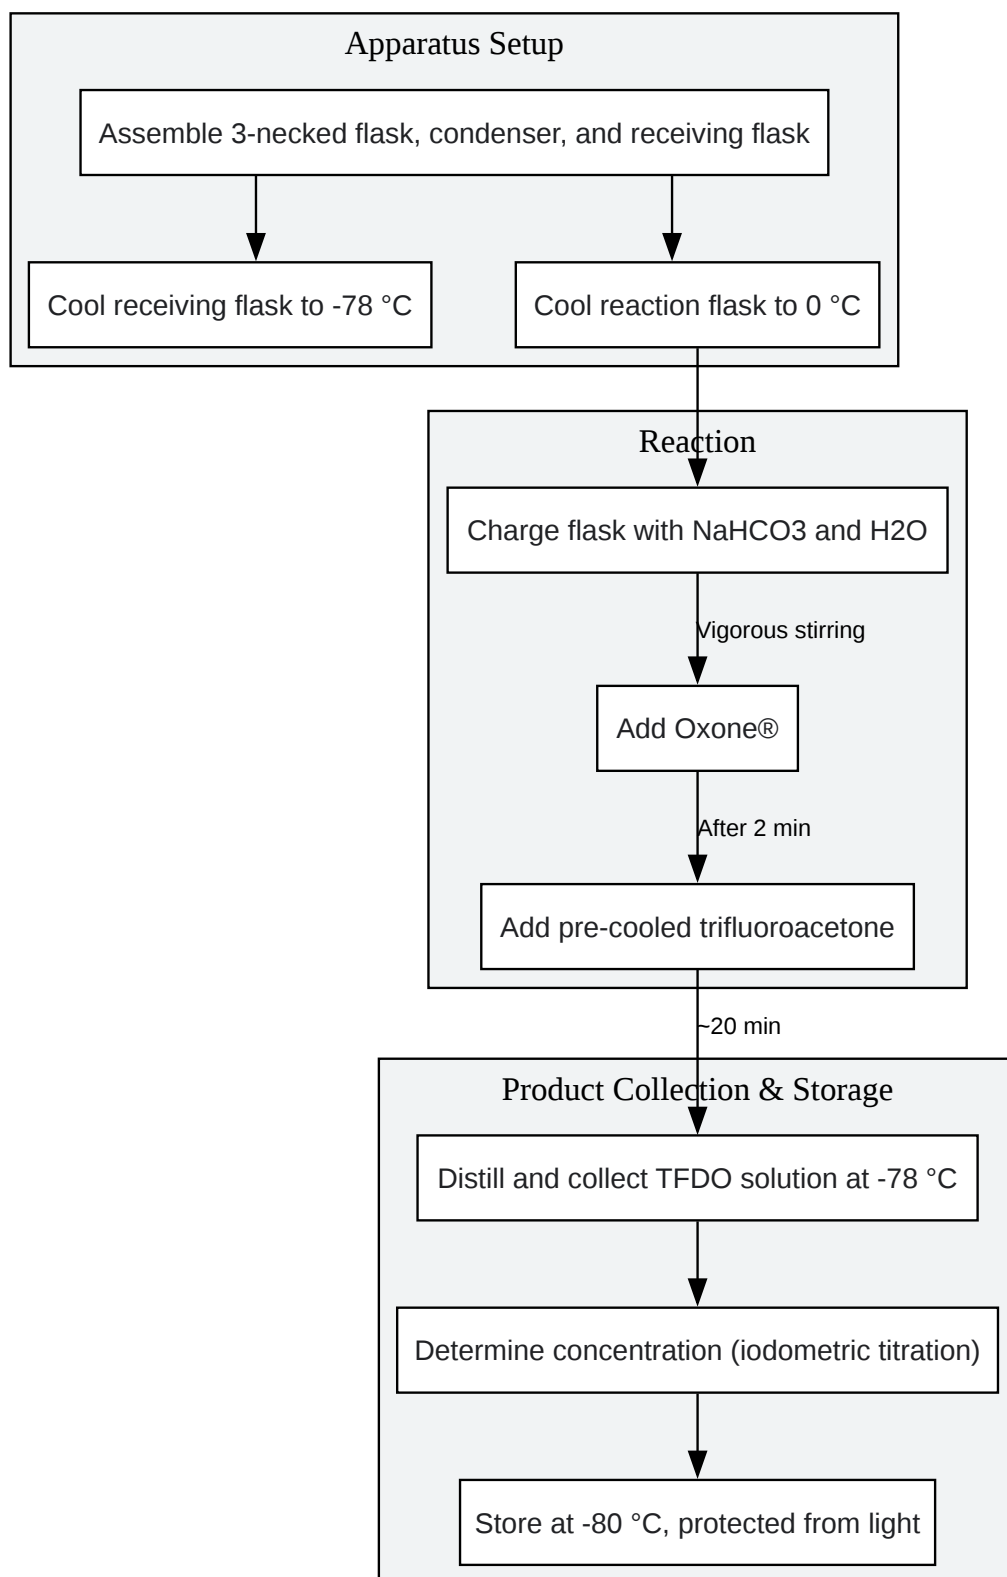 Apparatus Setup
Assemble 3-necked flask, condenser, and receiving flask
Cool receiving flask to -78 °C
Cool reaction flask to 0 °C
Reaction
Charge flask with NaHCO3 and H2O
Vigorous stirring
Add Oxone®
After 2 min
Add pre-cooled trifluoroacetone
~20 min
Product Collection & Storage
Distill and collect TFDO solution at -78 °C
Determine concentration (iodometric titration)
Store at -80 °C, protected from light